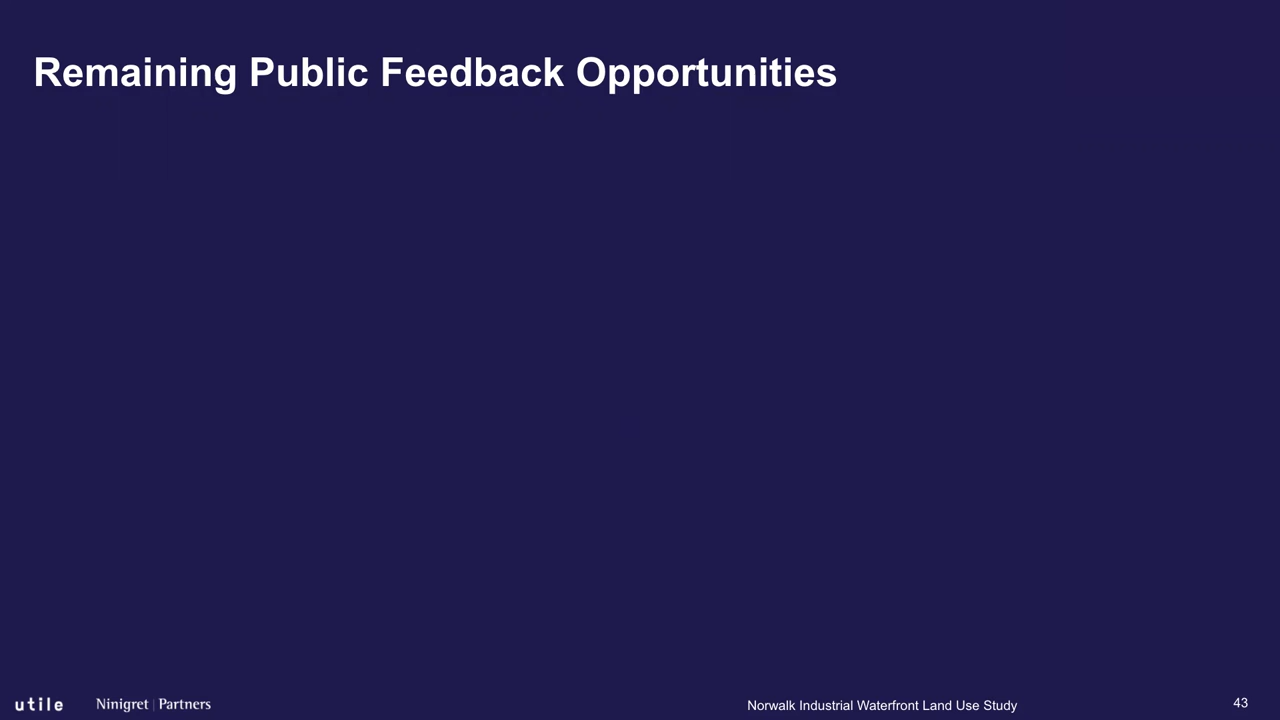 Remaining Public Feedback Opportunities
utile Ninigret | Partners Norwalk Industrial Waterfront Land Use Study 43